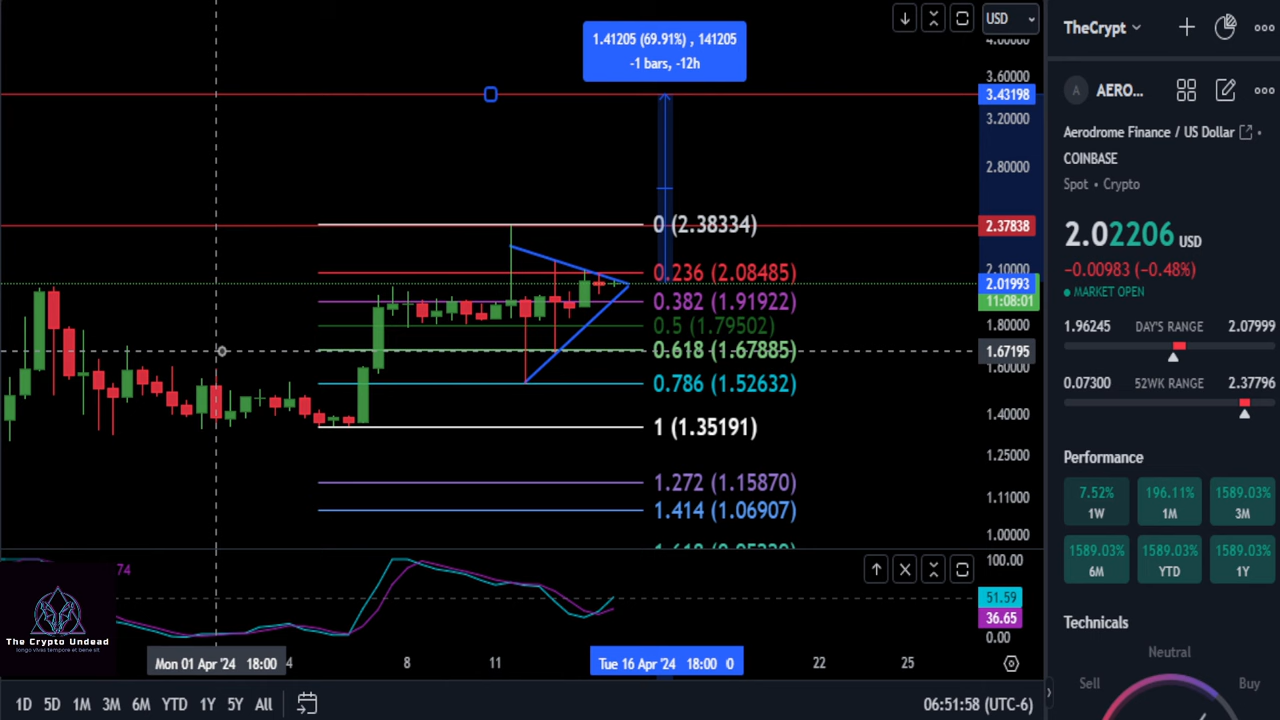 1.41205 (69.91%) , 141205
-1 bars, -12h
USD
4.00000
3.60000
3.43198
3.20000
2.80000
2.37838
2.10000
2.01993
11:08:01
1.80000
1.67195
1.60000
1.40000
1.25000
1.11000
1.00000
0 (2.38334)
0.236 (2.08485)
0.382 (1.91922)
0.5 (1.79502)
0.618 (1.67885)
0.786 (1.52632)
1 (1.35191)
1.272 (1.15870)
1.414 (1.06907)
74
100.00
51.59
36.65
0.00
The Crypto Undead
longo vivas tempore et bene sit
Mon 01 Apr '24 18:00
4
8
11
Tue 16 Apr '24 18:00 0
22
25
1D 5D 1M 3M 6M YTD 1Y 5Y All
06:51:58 (UTC-6)
TheCrypt
A AERO...
Aerodrome Finance / US Dollar
COINBASE
Spot • Crypto
2.02206 USD
−0.00983 (−0.48%)
MARKET OPEN
1.96245 DAY'S RANGE 2.07999
0.07300 52WK RANGE 2.37796
Performance
7.52% 196.11% 1589.03%
1W 1M 3M
1589.03% 1589.03% 1589.03%
6M YTD 1Y
Technicals
Neutral
Sell Buy